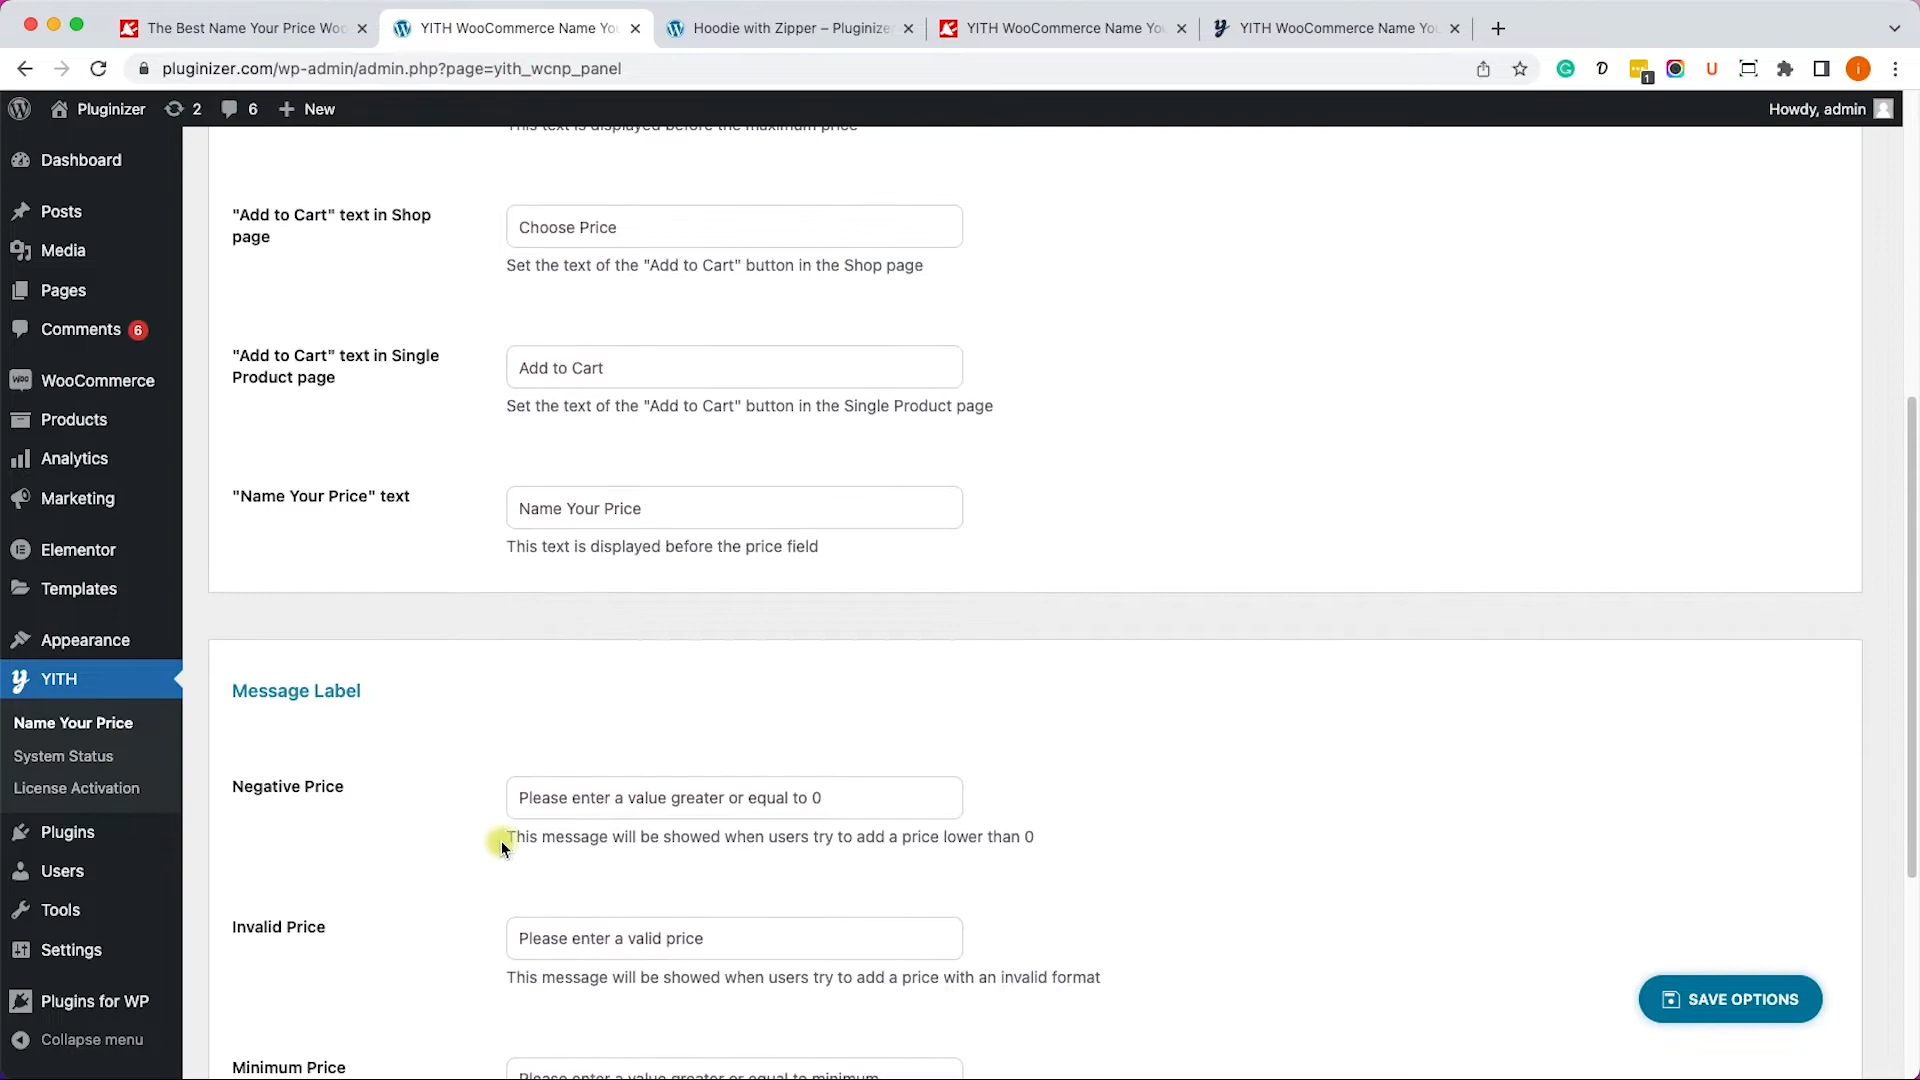 The Best Name Your Price Woo
YITH WooCommerce Name Yo
Hoodie with Zipper – Pluginizer
YITH WooCommerce Name Yo
YITH WooCommerce Name Yo
pluginizer.com/wp-admin/admin.php?page=yith_wcnp_panel
1
i
Pluginizer
2
6
New
Howdy, admin
Dashboard
Posts
Media
Pages
Comments 6
WooCommerce
Products
Analytics
Marketing
Elementor
Templates
Appearance
YITH
Name Your Price
System Status
License Activation
Plugins
Users
Tools
Settings
Plugins for WP
Collapse menu
This text is displayed before the maximum price
"Add to Cart" text in Shop
page
Choose Price
Set the text of the "Add to Cart" button in the Shop page
"Add to Cart" text in Single
Product page
Add to Cart
Set the text of the "Add to Cart" button in the Single Product page
"Name Your Price" text
Name Your Price
This text is displayed before the price field
Message Label
Negative Price
Please enter a value greater or equal to 0
This message will be showed when users try to add a price lower than 0
Invalid Price
Please enter a valid price
This message will be showed when users try to add a price with an invalid format
SAVE OPTIONS
Minimum Price
Please enter a value greater or equal to minimum